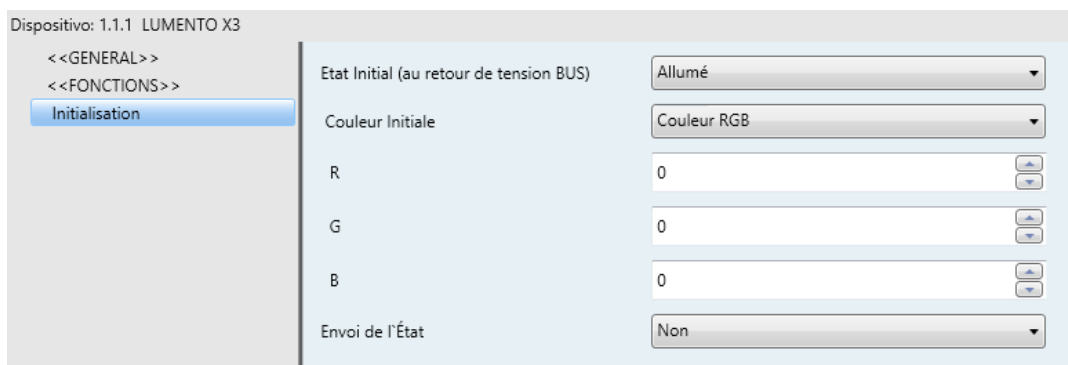 Dispositivo: 1.1.1 LUMENTO X3
<<GENERAL>>
<<FONCTIONS>>
Initialisation
Etat Initial (au retour de tension BUS) Allumé
Couleur Initiale Couleur RGB
R 0
G 0
B 0
Envoi de l`État Non